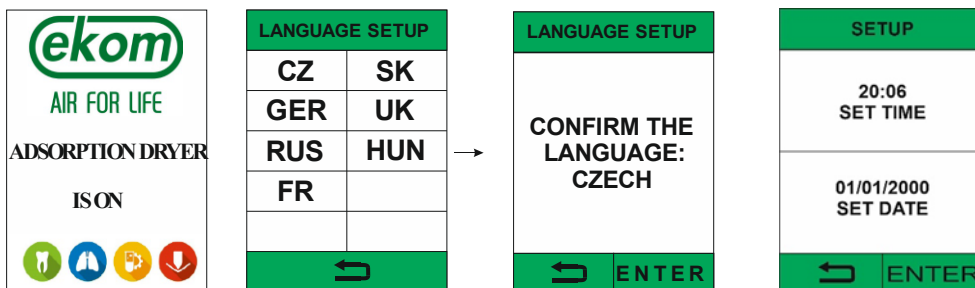 ekom
AIR FOR LIFE
ADSORPTION DRYER
IS ON
LANGUAGE SETUP
CZ SK
GER UK
RUS HUN
FR
LANGUAGE SETUP
CONFIRM THE
LANGUAGE:
CZECH
ENTER
SETUP
20:06
SET TIME
01/01/2000
SET DATE
ENTER